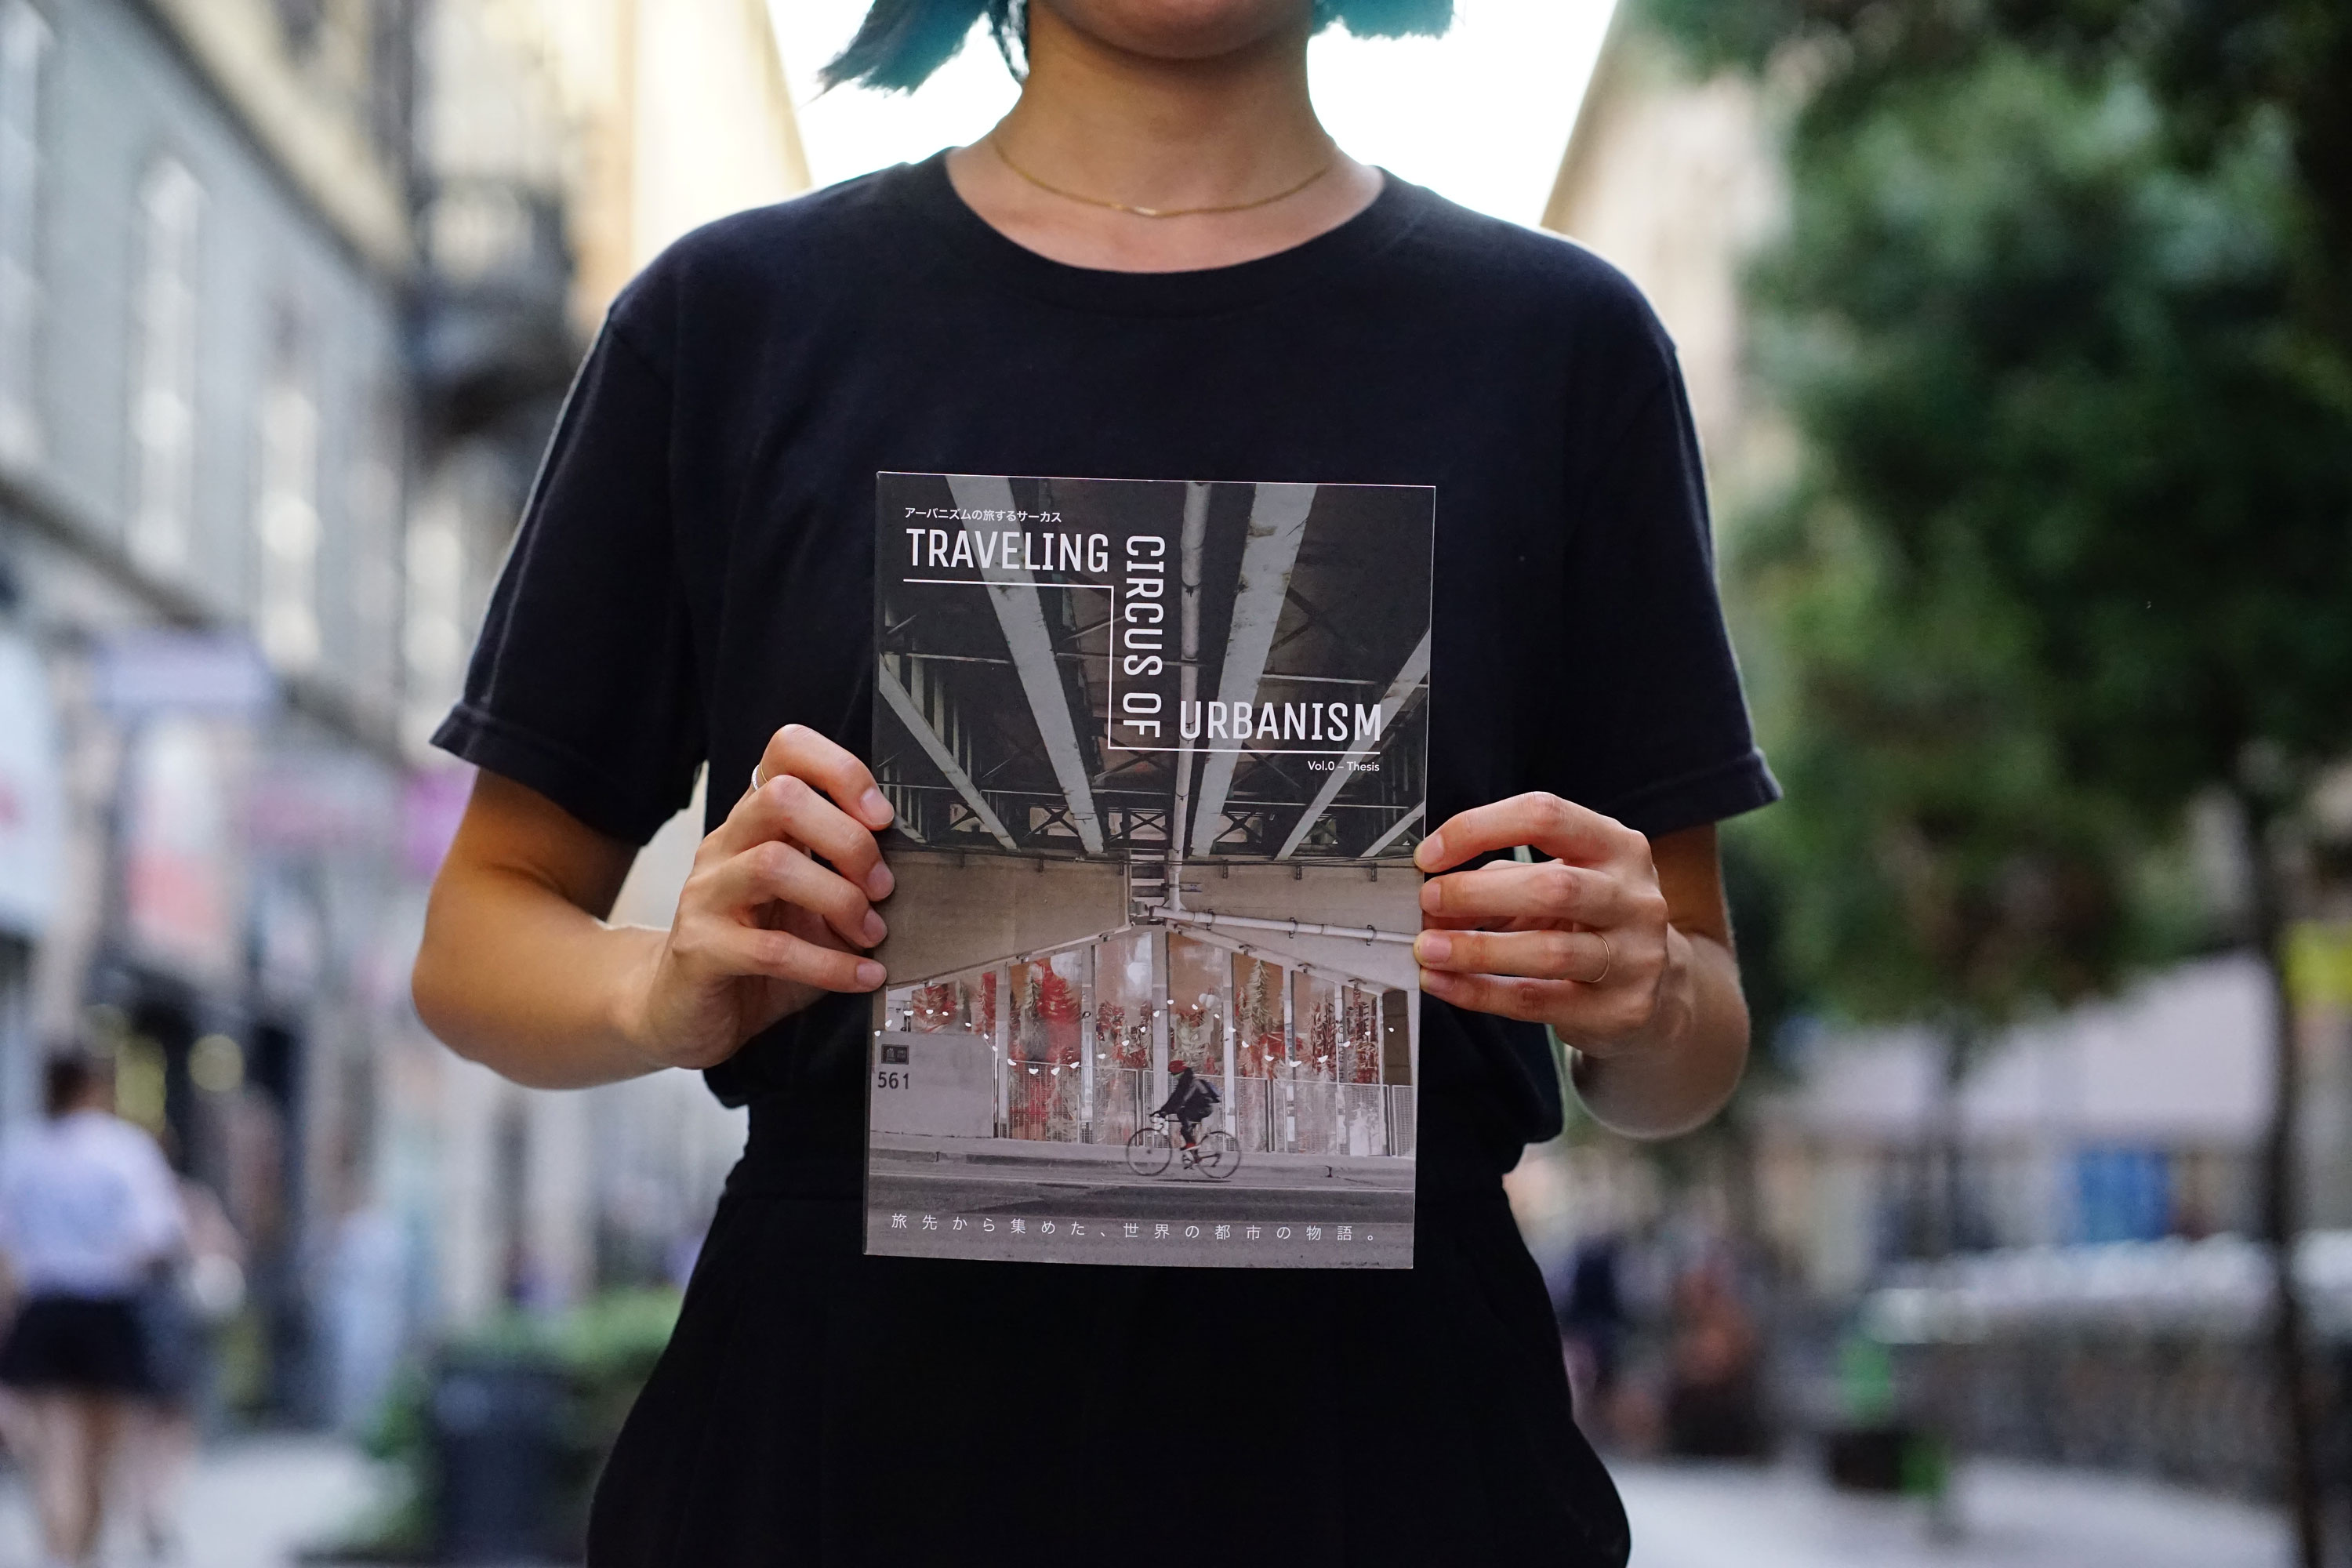 アーバニズムの旅するサーカス
TRAVELING
CIRCUS OF
URBANISM
Vol.0 – Thesis
561
旅先から集めた、世界の都市の物語。